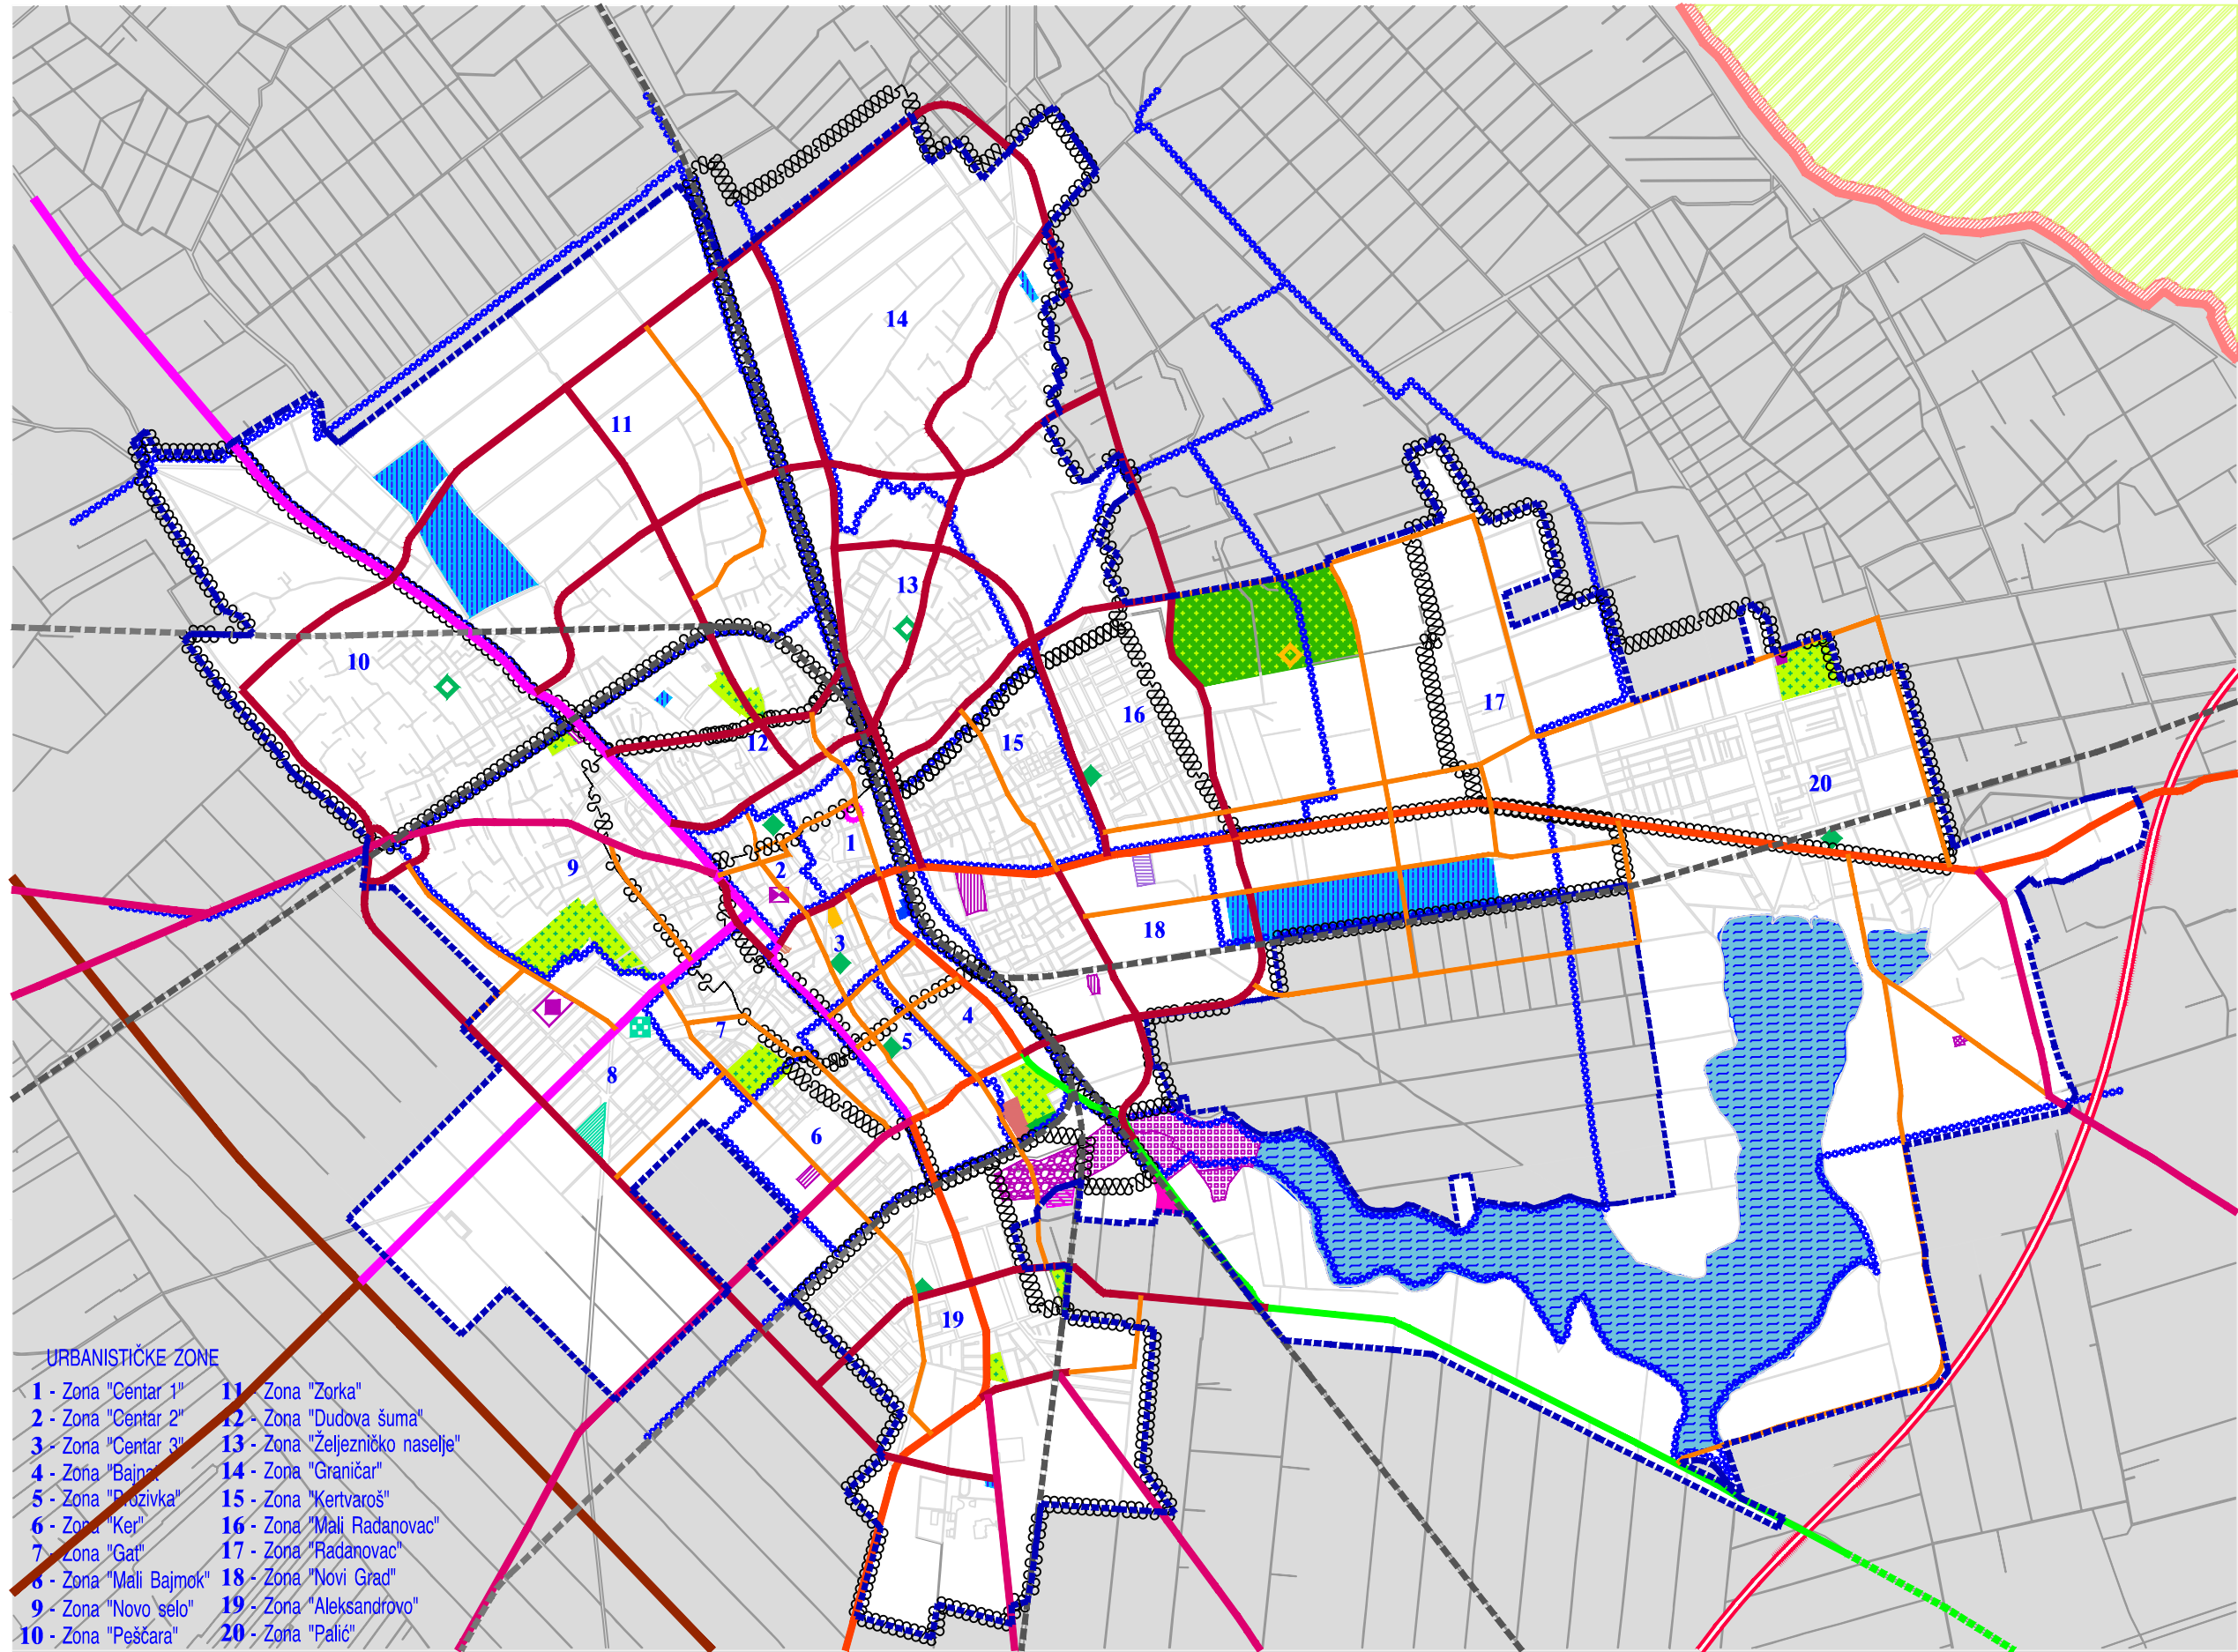 14
11
13
10
16
17
12
15
20
1
2
9
18
3
4
7
5
8
6
19
URBANISTIČKE ZONE
1 - Zona "Centar 1"
2 - Zona "Centar 2"
3 - Zona "Centar 3"
4 - Zona "Bajnat"
5 - Zona "Prozivka"
6 - Zona "Ker"
7 - Zona "Gat"
8 - Zona "Mali Bajmok"
9 - Zona "Novo selo"
10 - Zona "Peščara"
11 - Zona "Zorka"
12 - Zona "Dudova šuma"
13 - Zona "Željezničko naselje"
14 - Zona "Graničar"
15 - Zona "Kertvaroš"
16 - Zona "Mali Radanovac"
17 - Zona "Radanovac"
18 - Zona "Novi Grad"
19 - Zona "Aleksandrovo"
20 - Zona "Palić"